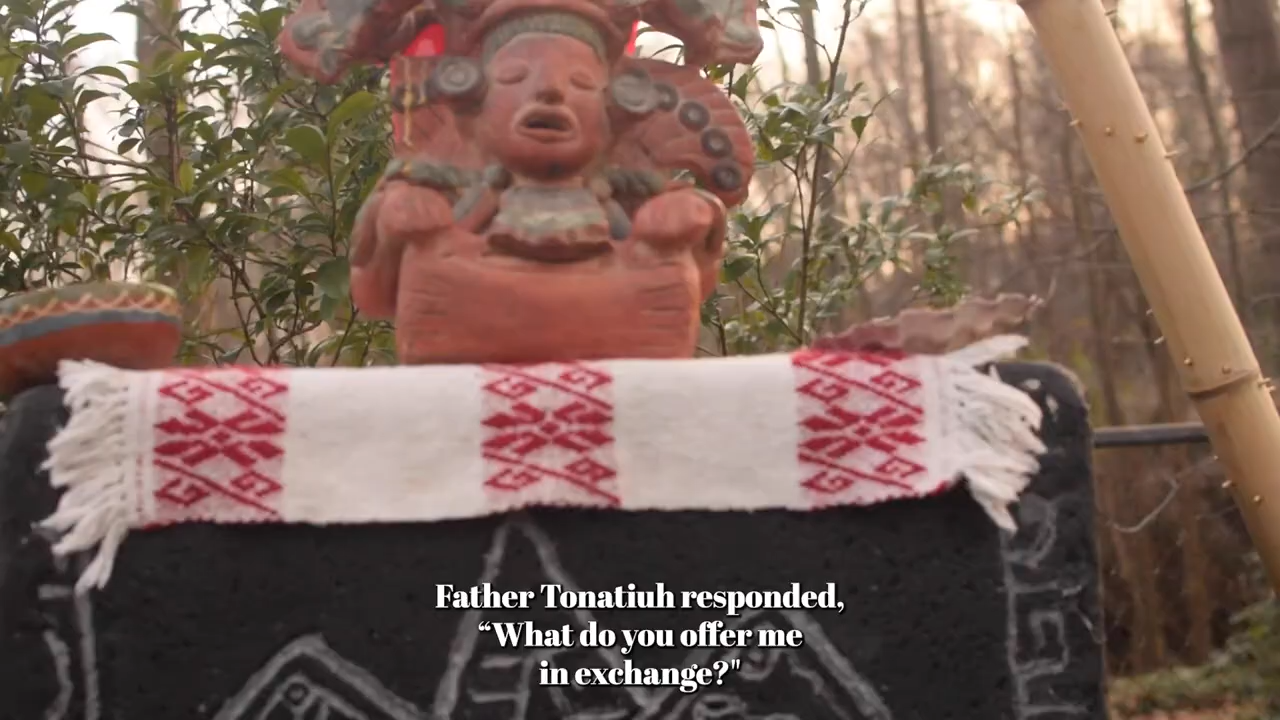 Father Tonatiuh responded,
“What do you offer me
in exchange?"